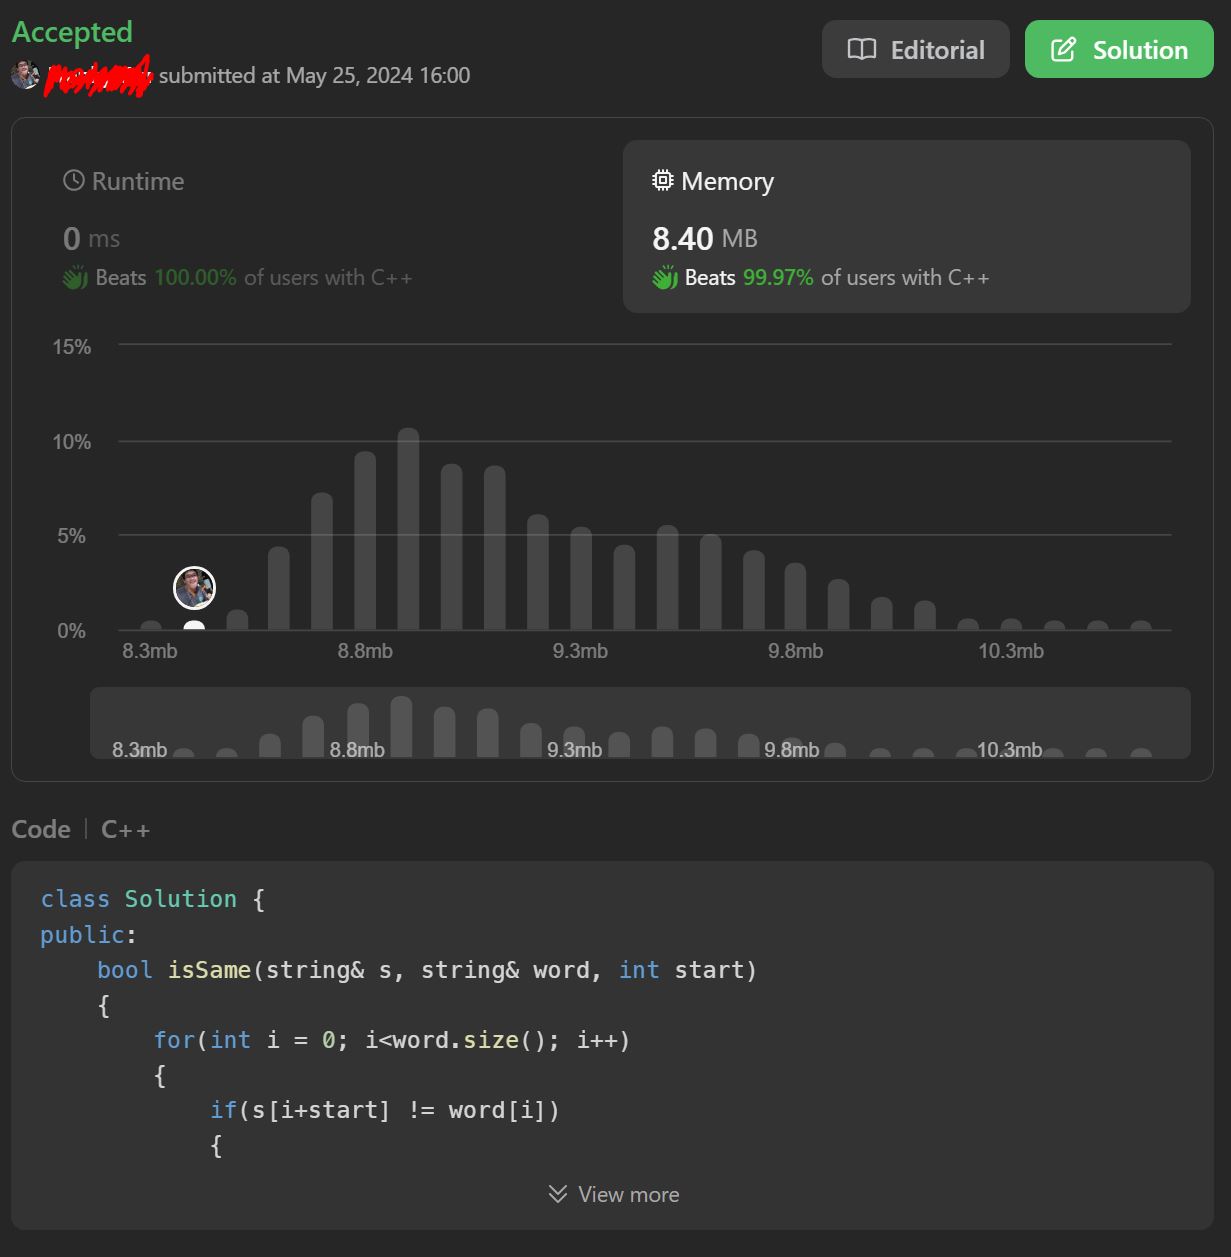 Accepted
submitted at May 25, 2024 16:00
Editorial
Solution
Runtime
0 ms
Beats 100.00% of users with C++
Memory
8.40 MB
Beats 99.97% of users with C++
15%
10%
5%
0%
8.3mb 8.8mb 9.3mb 9.8mb 10.3mb
8.3mb 8.8mb 9.3mb 9.8mb 10.3mb
Code | C++
class Solution {
public:
    bool isSame(string& s, string& word, int start)
    {
        for(int i = 0; i<word.size(); i++)
        {
            if(s[i+start] != word[i])
            {
View more